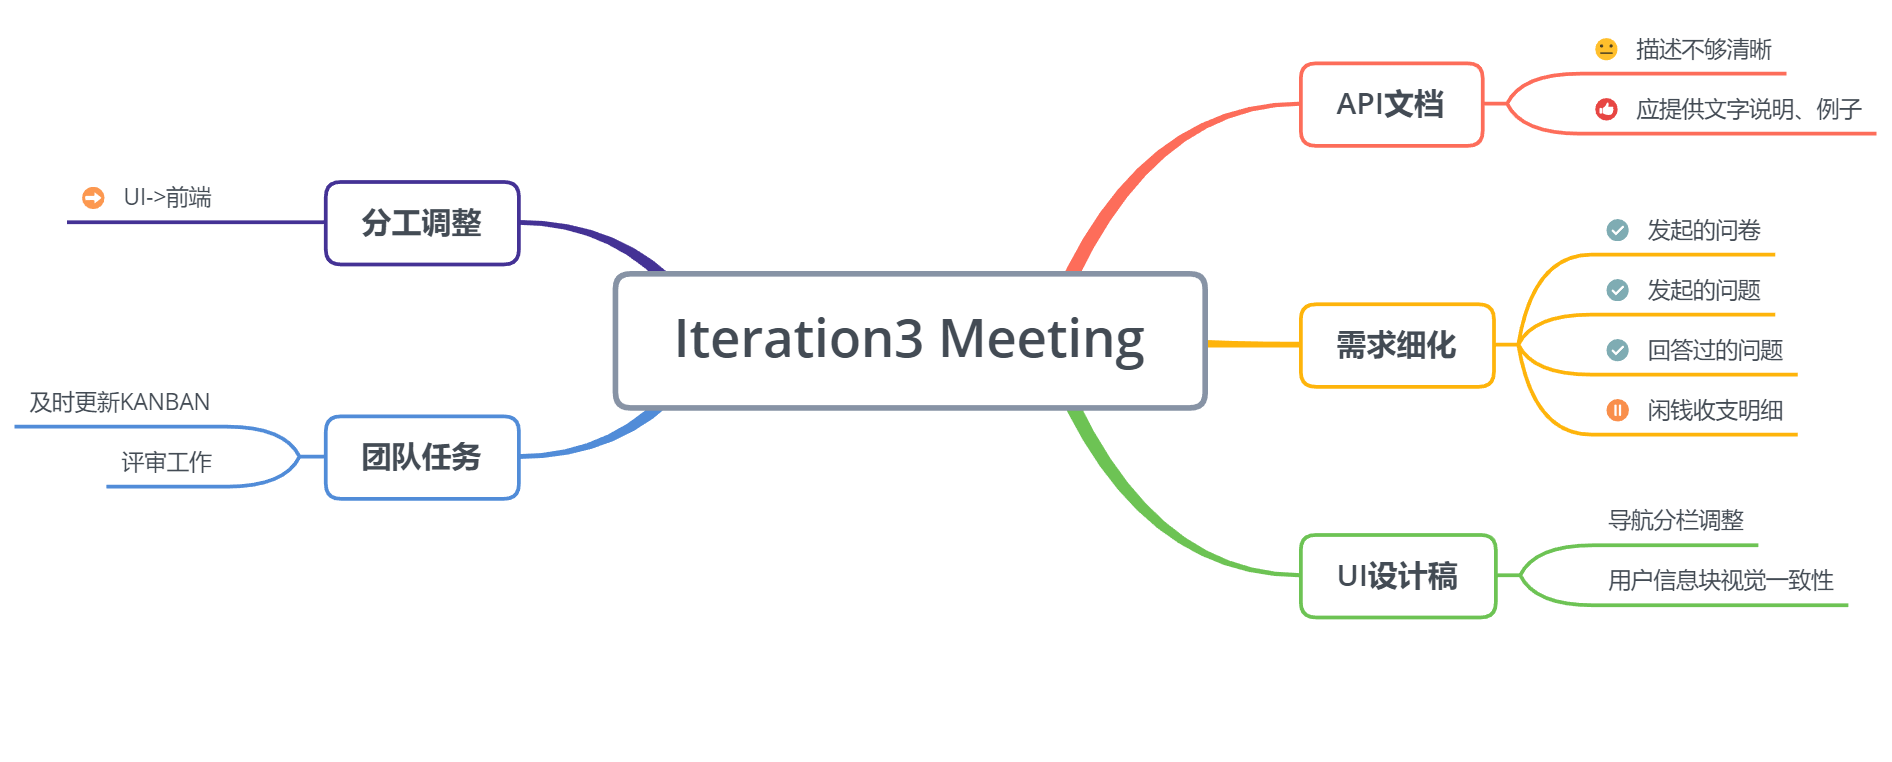 Iteration3 Meeting
API文档
描述不够清晰
应提供文字说明、例子
需求细化
发起的问卷
发起的问题
回答过的问题
闲钱收支明细
UI设计稿
导航分栏调整
用户信息块视觉一致性
分工调整
UI->前端
团队任务
及时更新KANBAN
评审工作